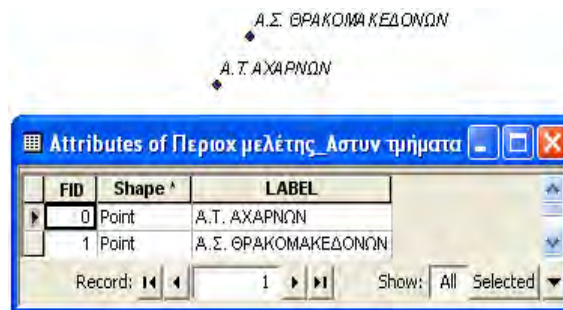 Α.Σ. ΘΡΑΚΟΜΑΚΕΔΟΝΩΝ
Α.Τ. ΑΧΑΡΝΩΝ
Attributes of Περιοχ μελέτης_Αστυν τμήματα
FID Shape * LABEL
0 Point Α.Τ. ΑΧΑΡΝΩΝ
1 Point Α.Σ. ΘΡΑΚΟΜΑΚΕΔΟΝΩΝ
Record: 1 Show: All Selected